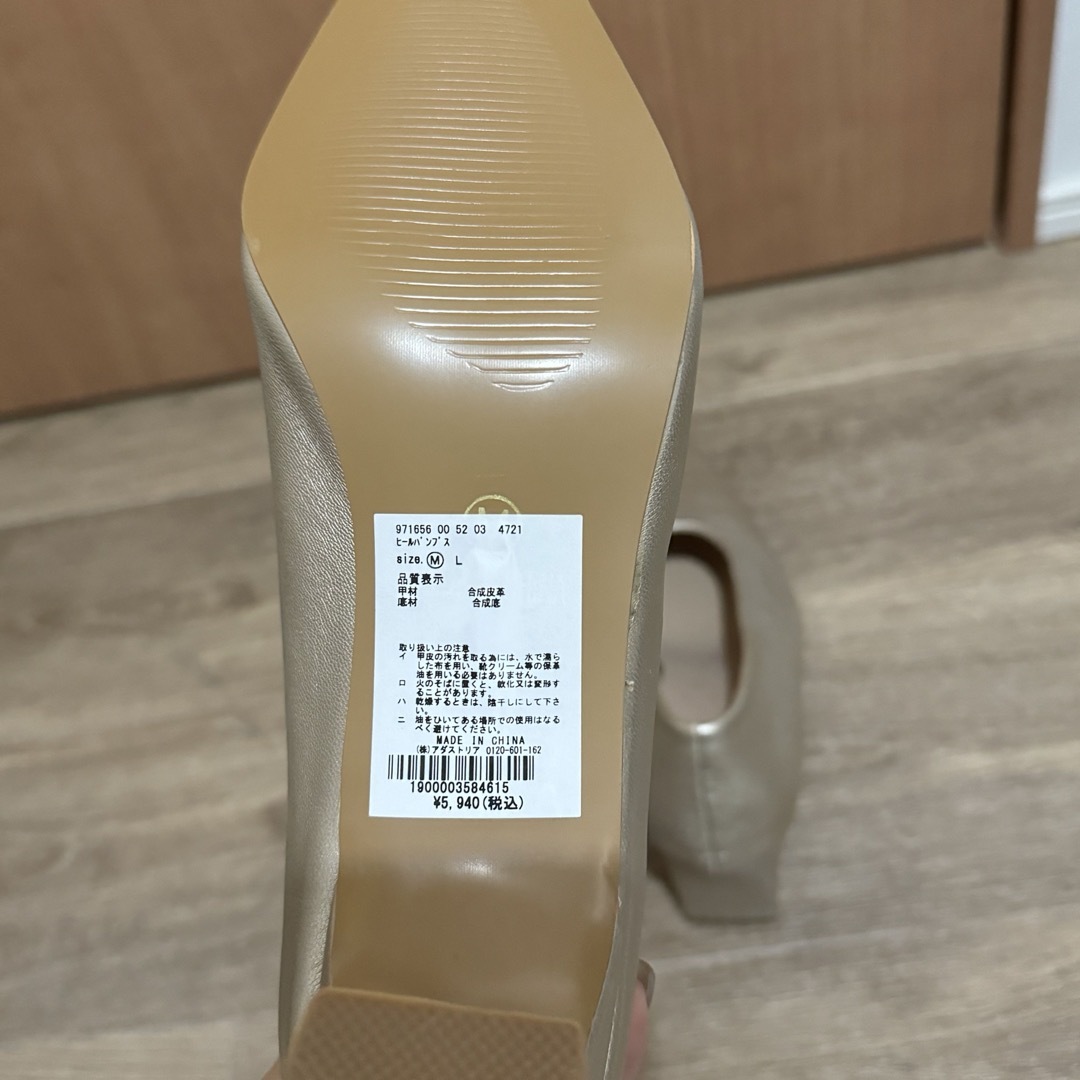 M
971656 00 52 03 4721
ﾋｰﾙﾊﾟﾝﾌﾟｽ
size. Ⓜ L
品質表示
甲材 合成皮革
底材 合成底
取り扱い上の注意
イ 甲皮の汚れを取る為には、水で濡ら
した布を用い、靴クリーム等の保革
油を用いる必要はありません。
ロ 火のそばに置くと、軟化又は変形す
ることがあります。
ハ 乾燥するときは、陰干しにして下さ
い。
ニ 油をひいてある場所での使用はなる
べく避けてください。
MADE IN CHINA
(株)アダストリア 0120-601-162
1900003584615
¥5,940(税込)